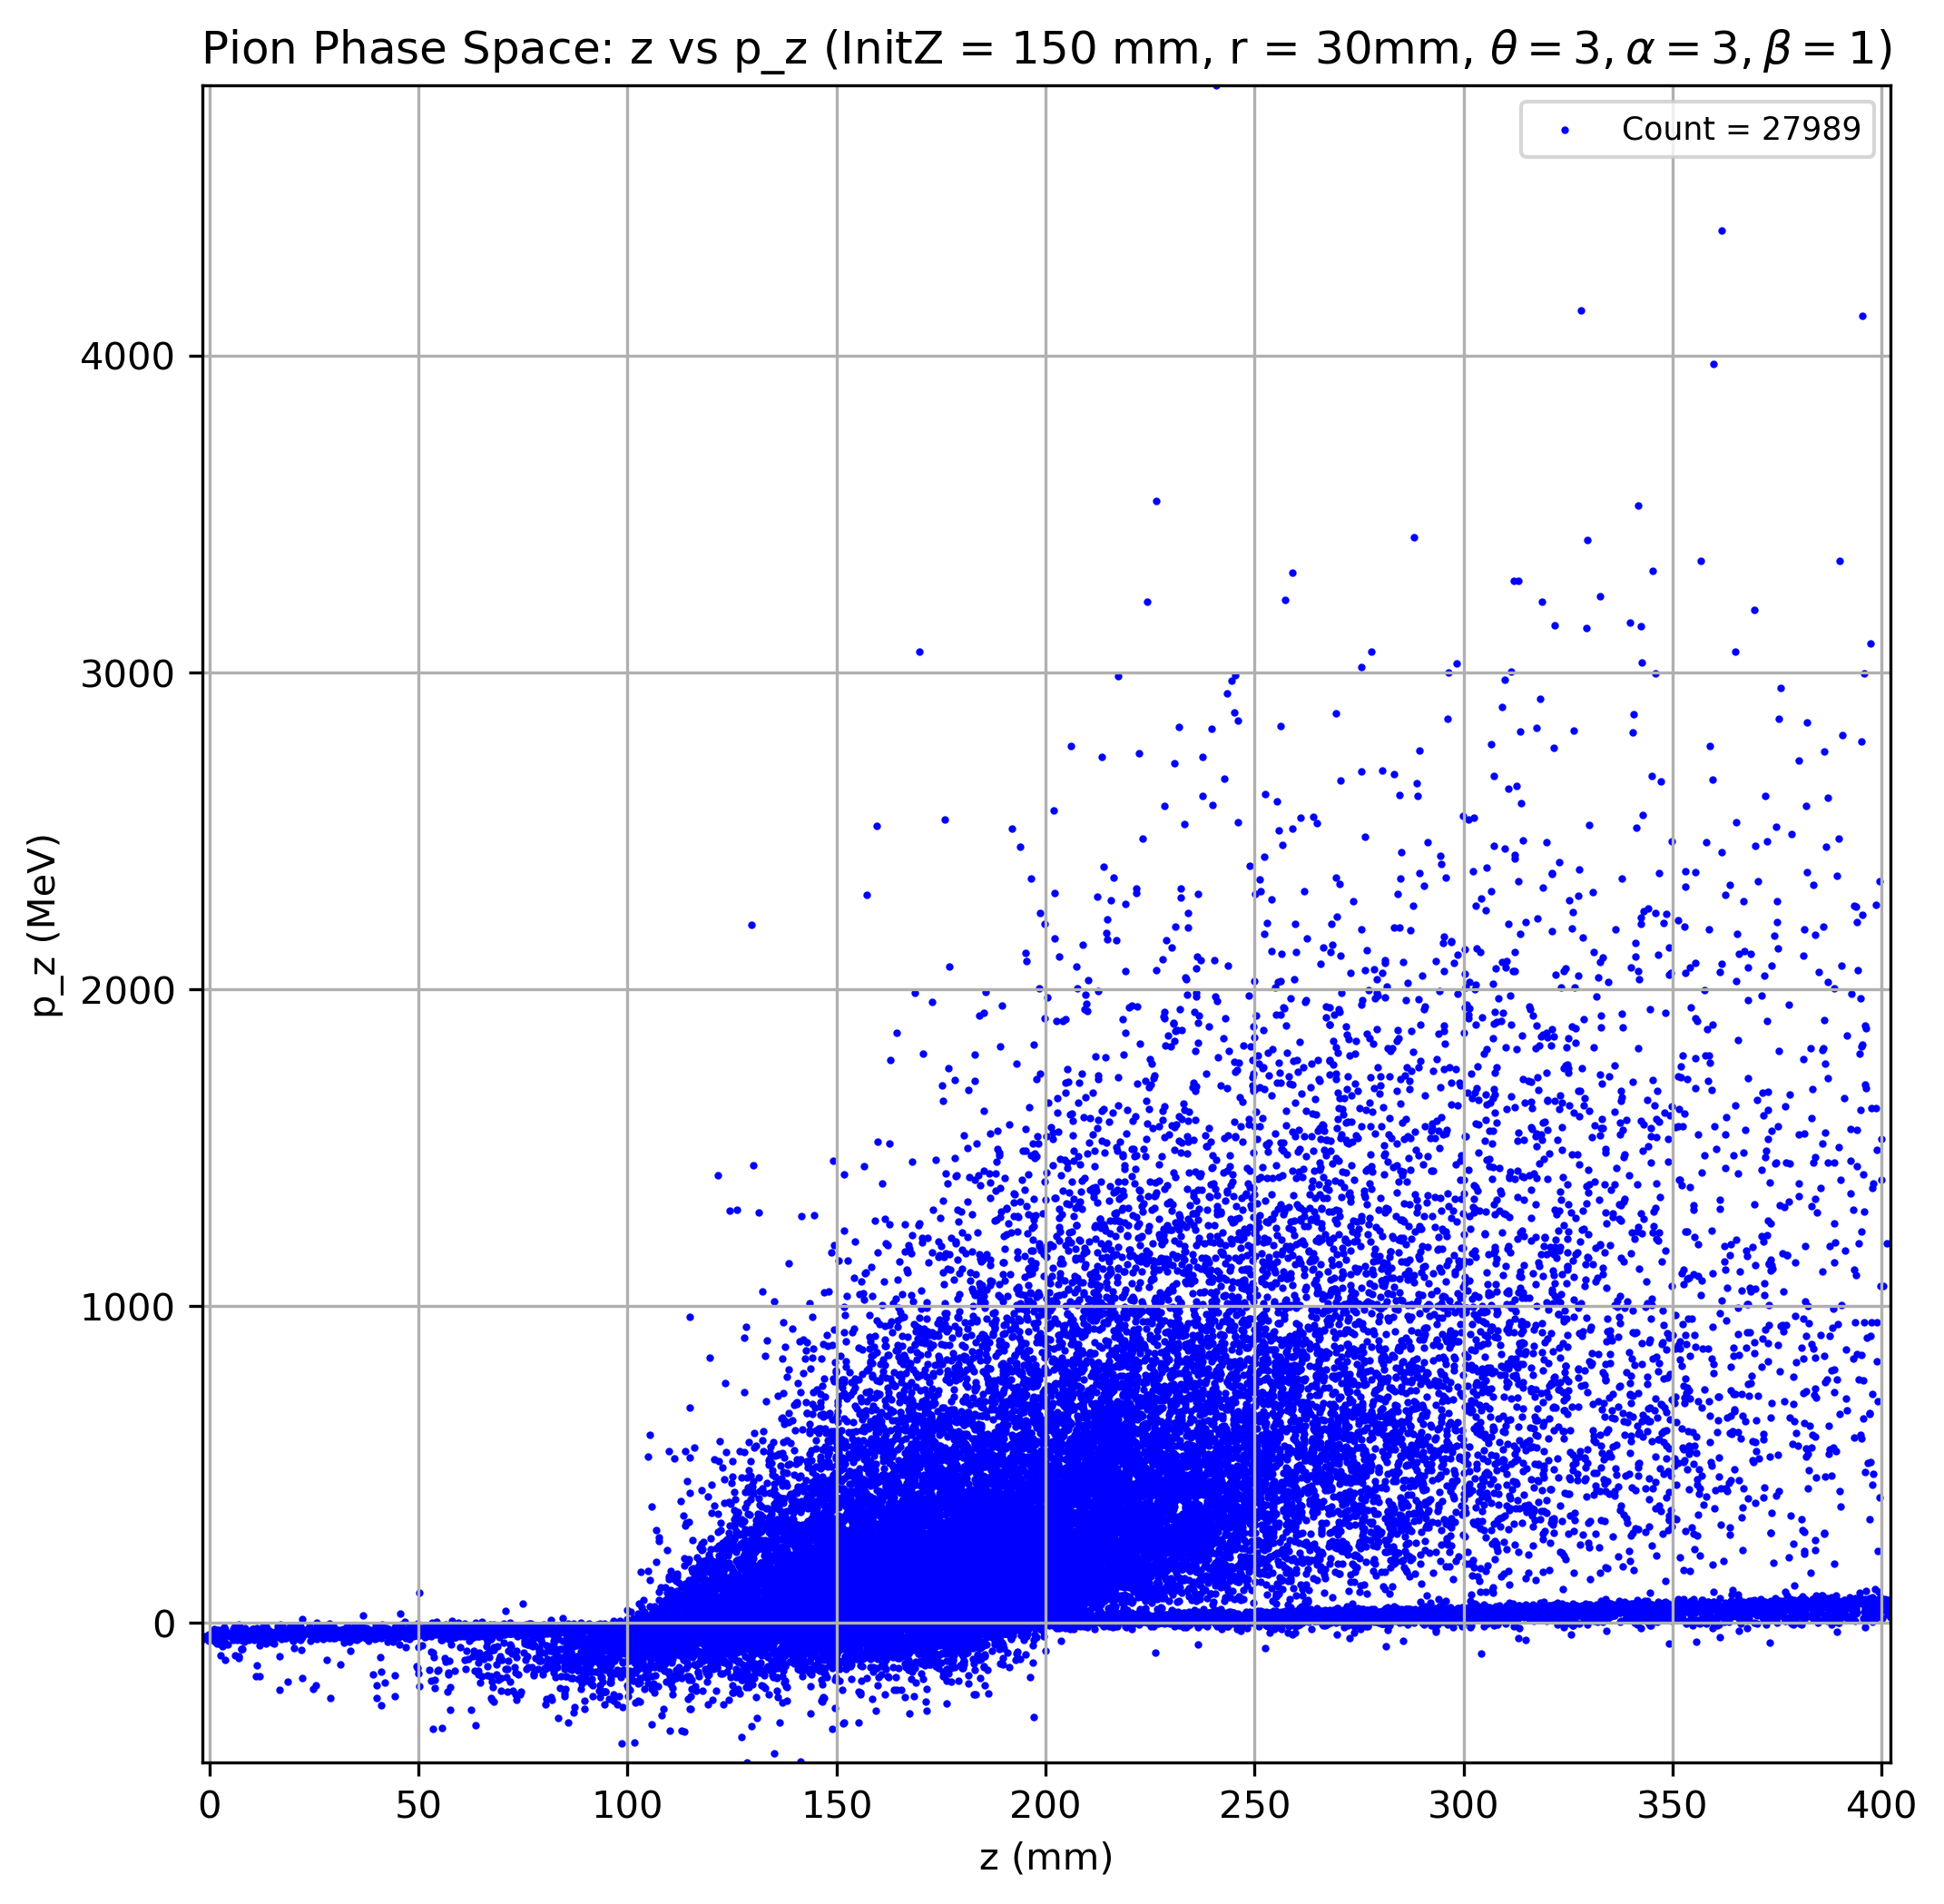 Pion Phase Space: z vs p_z (InitZ = 150 mm, r = 30mm, θ = 3, α = 3, β = 1)
Count = 27989
p_z (MeV)
4000
3000
2000
1000
0
0 50 100 150 200 250 300 350 400
z (mm)